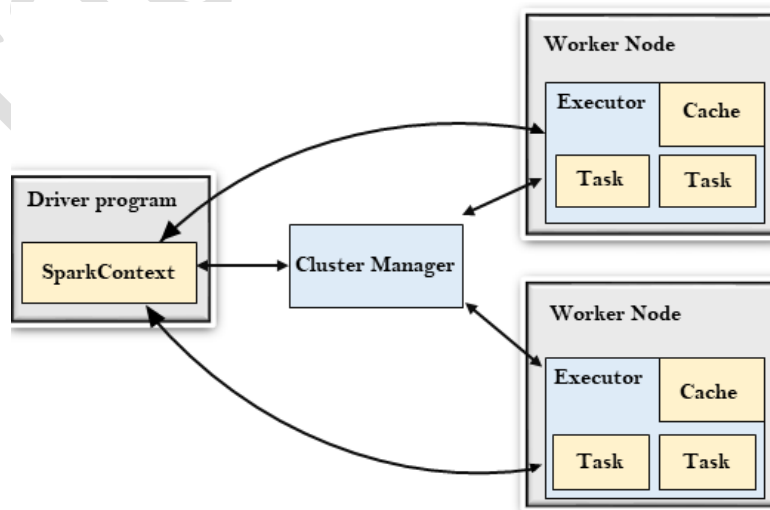 Worker Node
Executor
Cache
Task Task
Driver program
SparkContext
Cluster Manager
Worker Node
Executor
Cache
Task Task